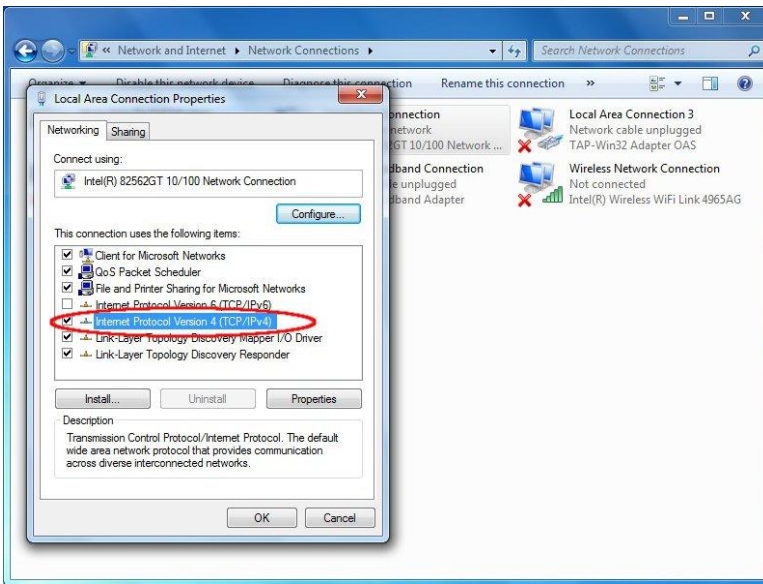 « Network and Internet ▸ Network Connections ▸
Search Network Connections
Organize ▾ Disable this network device Diagnose this connection Rename this connection »
Local Area Connection Properties
Networking Sharing
Connect using:
Intel(R) 82562GT 10/100 Network Connection
Configure...
This connection uses the following items:
Client for Microsoft Networks
QoS Packet Scheduler
File and Printer Sharing for Microsoft Networks
Internet Protocol Version 6 (TCP/IPv6)
Internet Protocol Version 4 (TCP/IPv4)
Link-Layer Topology Discovery Mapper I/O Driver
Link-Layer Topology Discovery Responder
Install... Uninstall Properties
Description
Transmission Control Protocol/Internet Protocol. The default
wide area network protocol that provides communication
across diverse interconnected networks.
OK Cancel
onnection
network
2GT 10/100 Network ...
Local Area Connection 3
Network cable unplugged
TAP-Win32 Adapter OAS
dband Connection
le unplugged
dband Adapter
Wireless Network Connection
Not connected
Intel(R) Wireless WiFi Link 4965AG